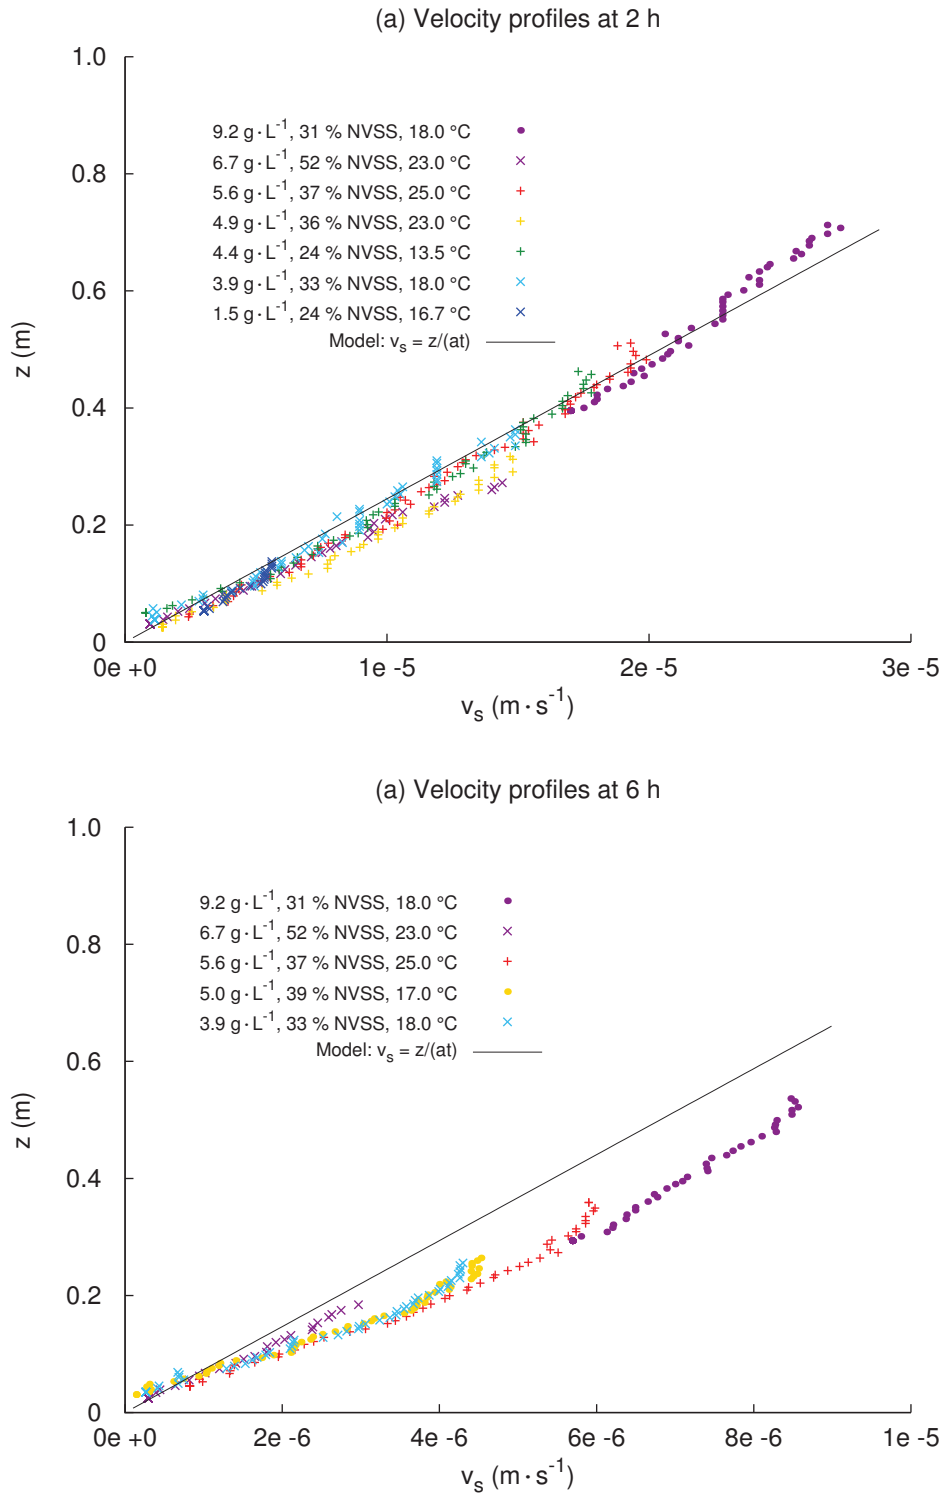 (a) Velocity profiles at 2 h
1.0
0.8
0.6
0.4
0.2
0
z (m)
9.2 g·L⁻¹, 31 % NVSS, 18.0 °C
6.7 g·L⁻¹, 52 % NVSS, 23.0 °C
5.6 g·L⁻¹, 37 % NVSS, 25.0 °C
4.9 g·L⁻¹, 36 % NVSS, 23.0 °C
4.4 g·L⁻¹, 24 % NVSS, 13.5 °C
3.9 g·L⁻¹, 33 % NVSS, 18.0 °C
1.5 g·L⁻¹, 24 % NVSS, 16.7 °C
Model: vₛ = z/(at)
0e +0 1e -5 2e -5 3e -5
vₛ (m·s⁻¹)
(a) Velocity profiles at 6 h
1.0
0.8
0.6
0.4
0.2
0
z (m)
9.2 g·L⁻¹, 31 % NVSS, 18.0 °C
6.7 g·L⁻¹, 52 % NVSS, 23.0 °C
5.6 g·L⁻¹, 37 % NVSS, 25.0 °C
5.0 g·L⁻¹, 39 % NVSS, 17.0 °C
3.9 g·L⁻¹, 33 % NVSS, 18.0 °C
Model: vₛ = z/(at)
0e +0 2e -6 4e -6 6e -6 8e -6 1e -5
vₛ (m·s⁻¹)